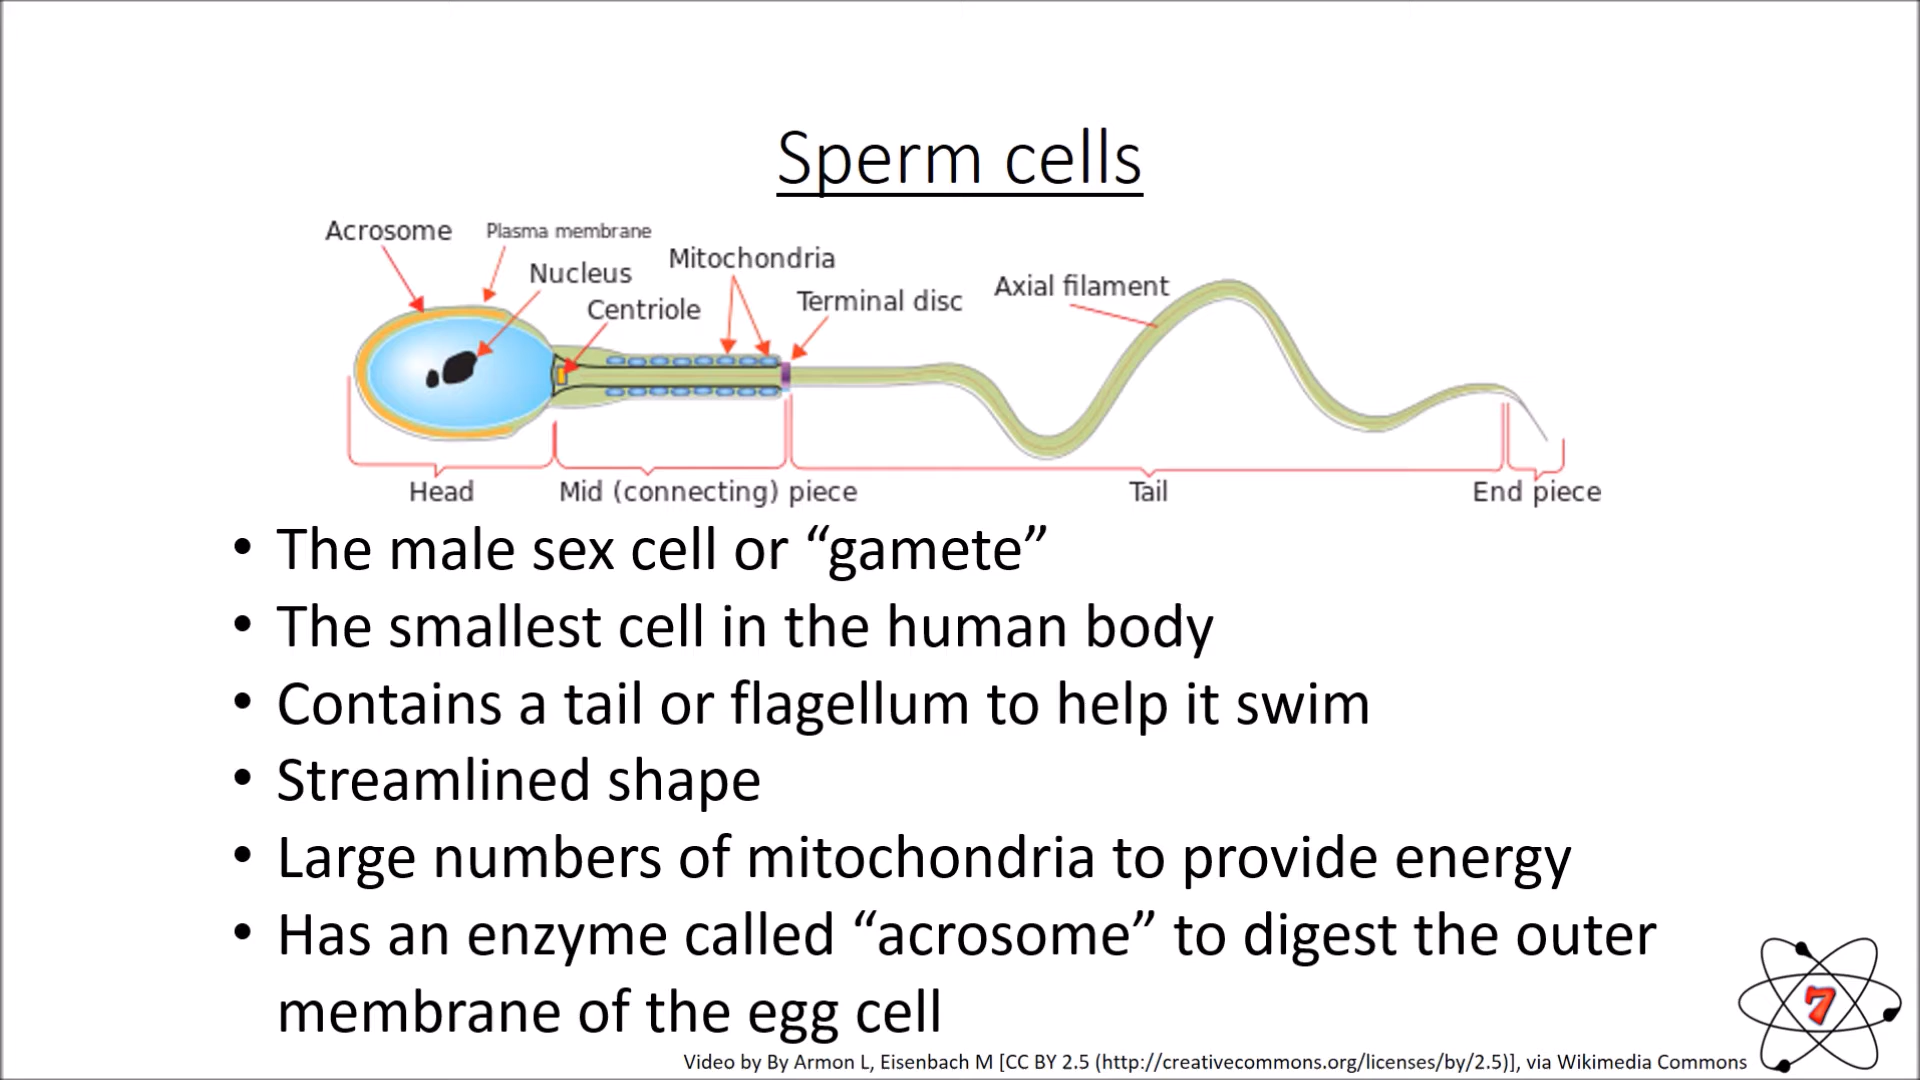 Sperm cells
Acrosome
Plasma membrane
Nucleus
Mitochondria
Centriole
Terminal disc
Axial filament
Head
Mid (connecting) piece
Tail
End piece
• The male sex cell or “gamete”
• The smallest cell in the human body
• Contains a tail or flagellum to help it swim
• Streamlined shape
• Large numbers of mitochondria to provide energy
• Has an enzyme called “acrosome” to digest the outer
membrane of the egg cell
7
Video by By Armon L, Eisenbach M [CC BY 2.5 (http://creativecommons.org/licenses/by/2.5)], via Wikimedia Commons